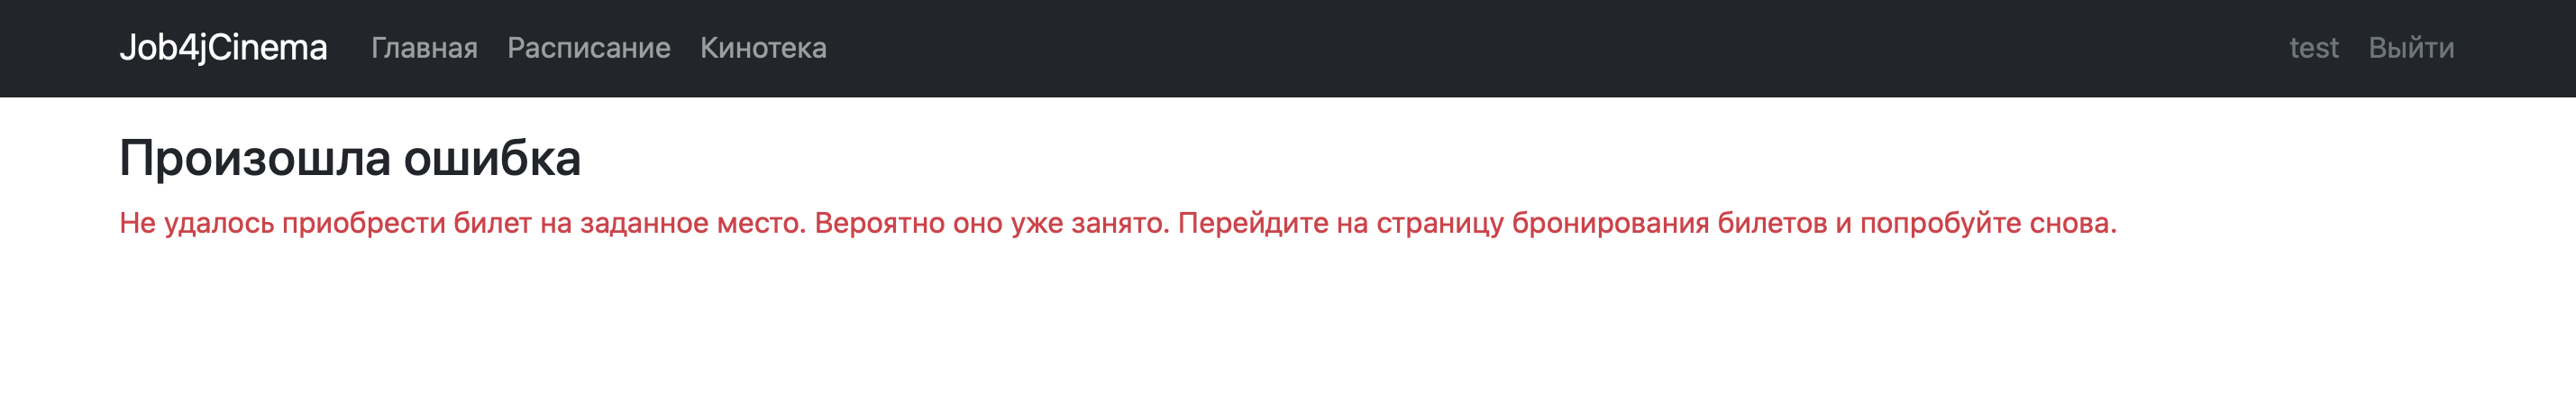 Job4jCinema Главная Расписание Кинотека test Выйти
Произошла ошибка
Не удалось приобрести билет на заданное место. Вероятно оно уже занято. Перейдите на страницу бронирования билетов и попробуйте снова.